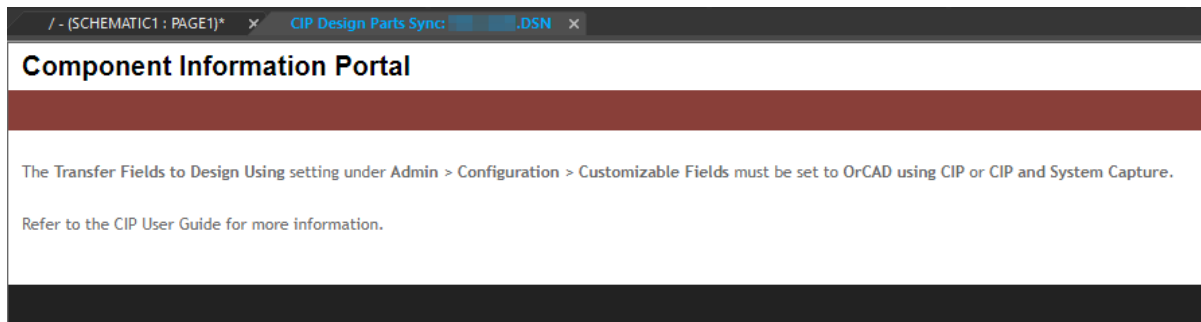 / - (SCHEMATIC1 : PAGE1)* × CIP Design Parts Sync: .DSN ×
Component Information Portal
The Transfer Fields to Design Using setting under Admin > Configuration > Customizable Fields must be set to OrCAD using CIP or CIP and System Capture.
Refer to the CIP User Guide for more information.